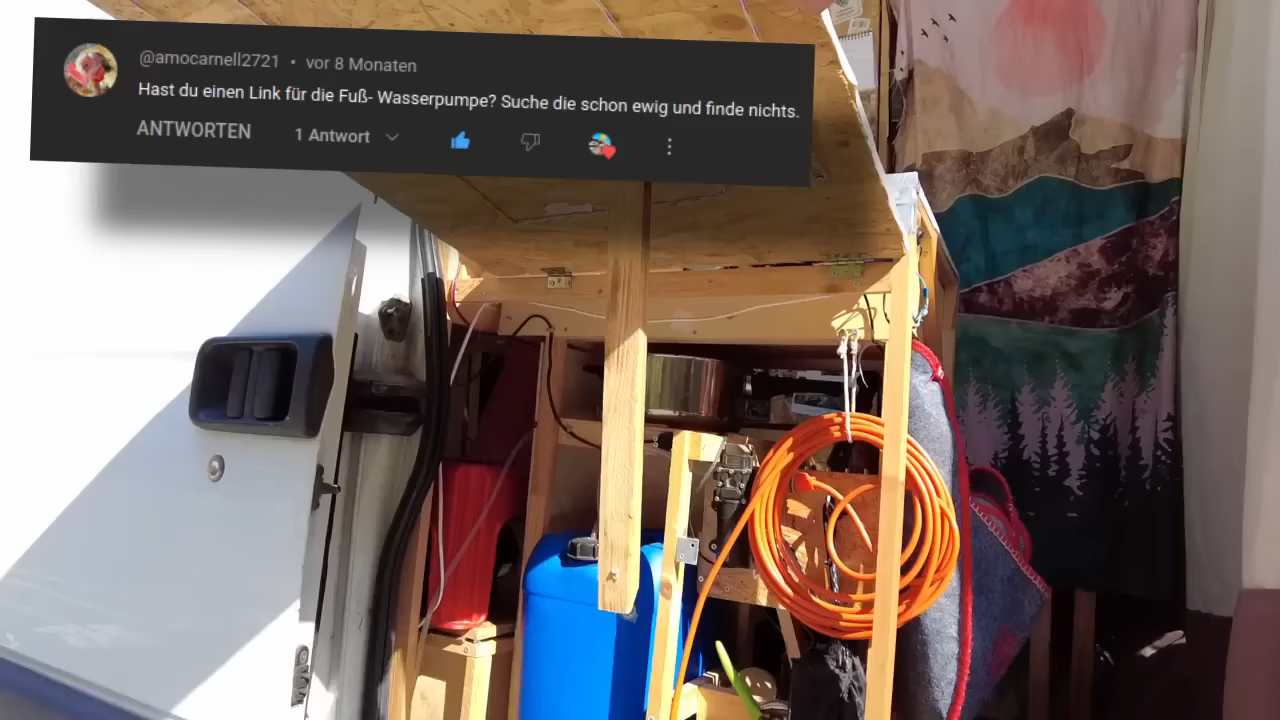 @amocarnell2721 • vor 8 Monaten
Hast du einen Link für die Fuß- Wasserpumpe? Suche die schon ewig und finde nichts.
ANTWORTEN 1 Antwort